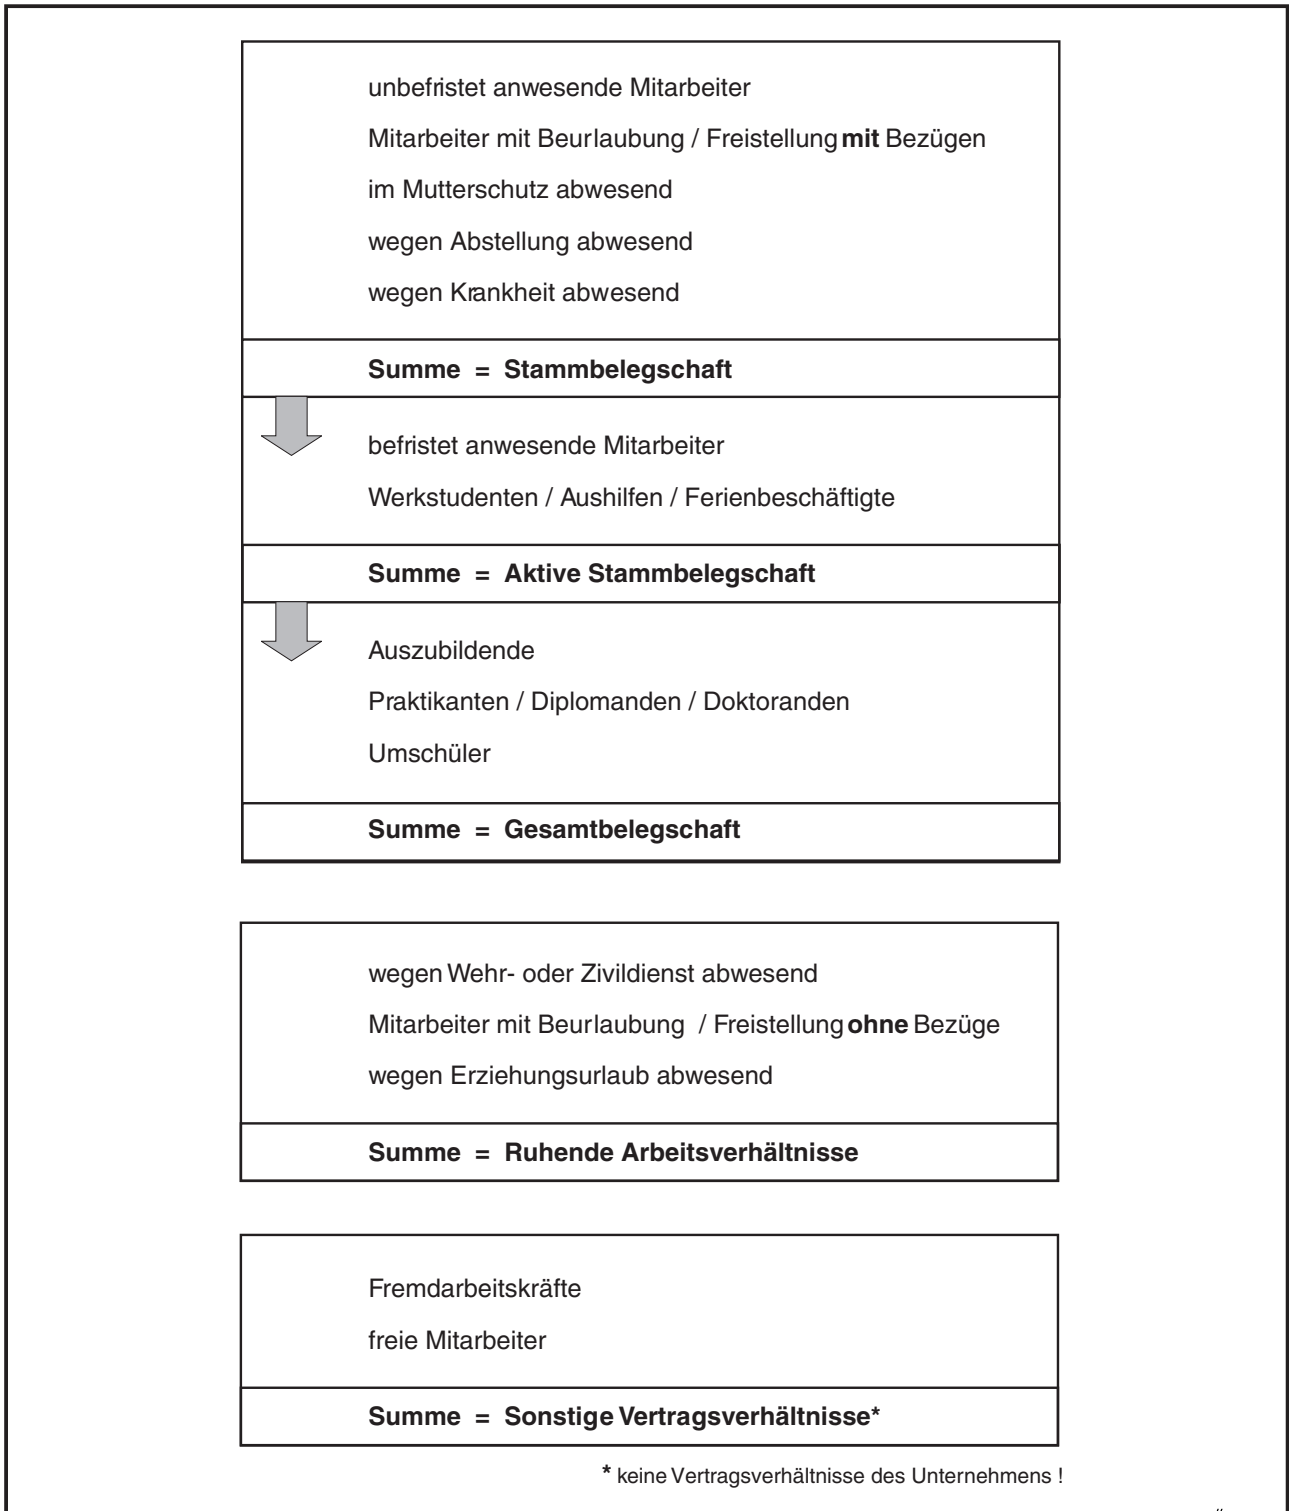 unbefristet anwesende Mitarbeiter
Mitarbeiter mit Beurlaubung / Freistellung mit Bezügen
im Mutterschutz abwesend
wegen Abstellung abwesend
wegen Krankheit abwesend
Summe = Stammbelegschaft
befristet anwesende Mitarbeiter
Werkstudenten / Aushilfen / Ferienbeschäftigte
Summe = Aktive Stammbelegschaft
Auszubildende
Praktikanten / Diplomanden / Doktoranden
Umschüler
Summe = Gesamtbelegschaft
wegen Wehr- oder Zivildienst abwesend
Mitarbeiter mit Beurlaubung / Freistellung ohne Bezüge
wegen Erziehungsurlaub abwesend
Summe = Ruhende Arbeitsverhältnisse
Fremdarbeitskräfte
freie Mitarbeiter
Summe = Sonstige Vertragsverhältnisse*
* keine Vertragsverhältnisse des Unternehmens !